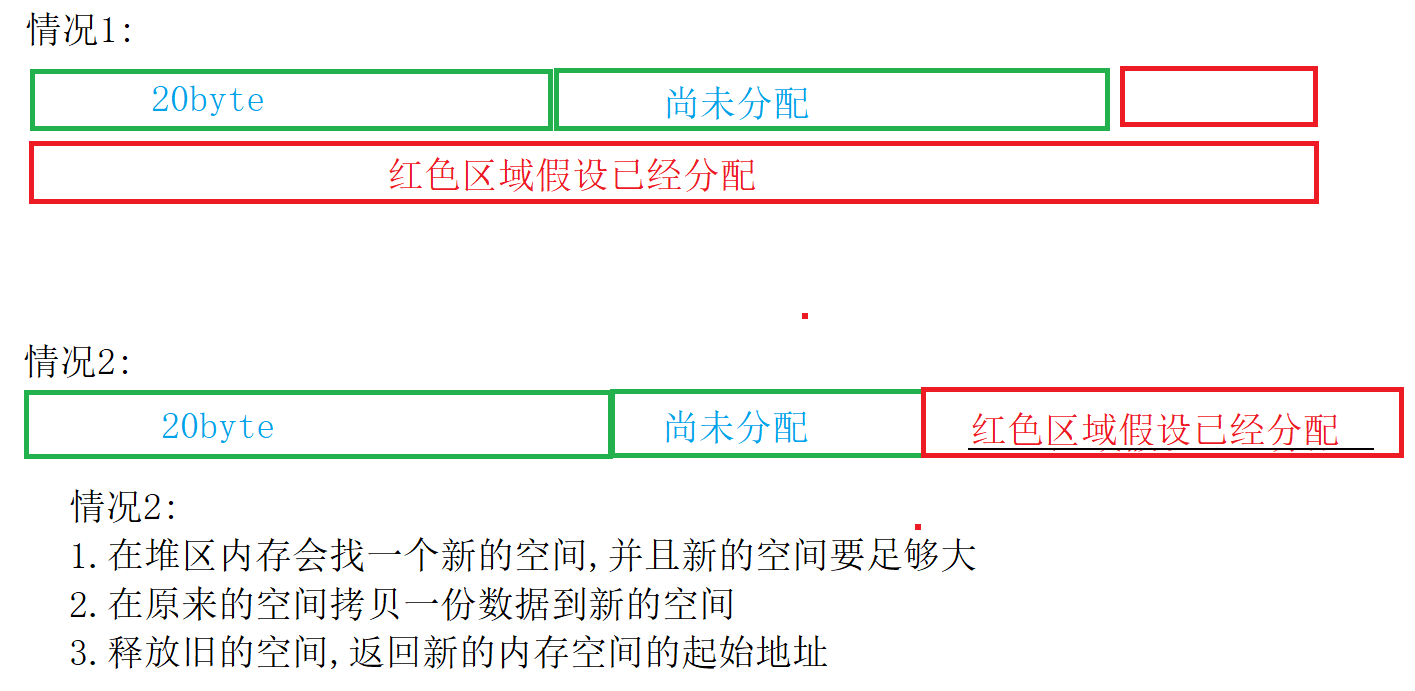 情况1:
20byte 尚未分配
红色区域假设已经分配
情况2:
20byte 尚未分配 红色区域假设已经分配
情况2:
1.在堆区内存会找一个新的空间,并且新的空间要足够大
2.在原来的空间拷贝一份数据到新的空间
3.释放旧的空间,返回新的内存空间的起始地址